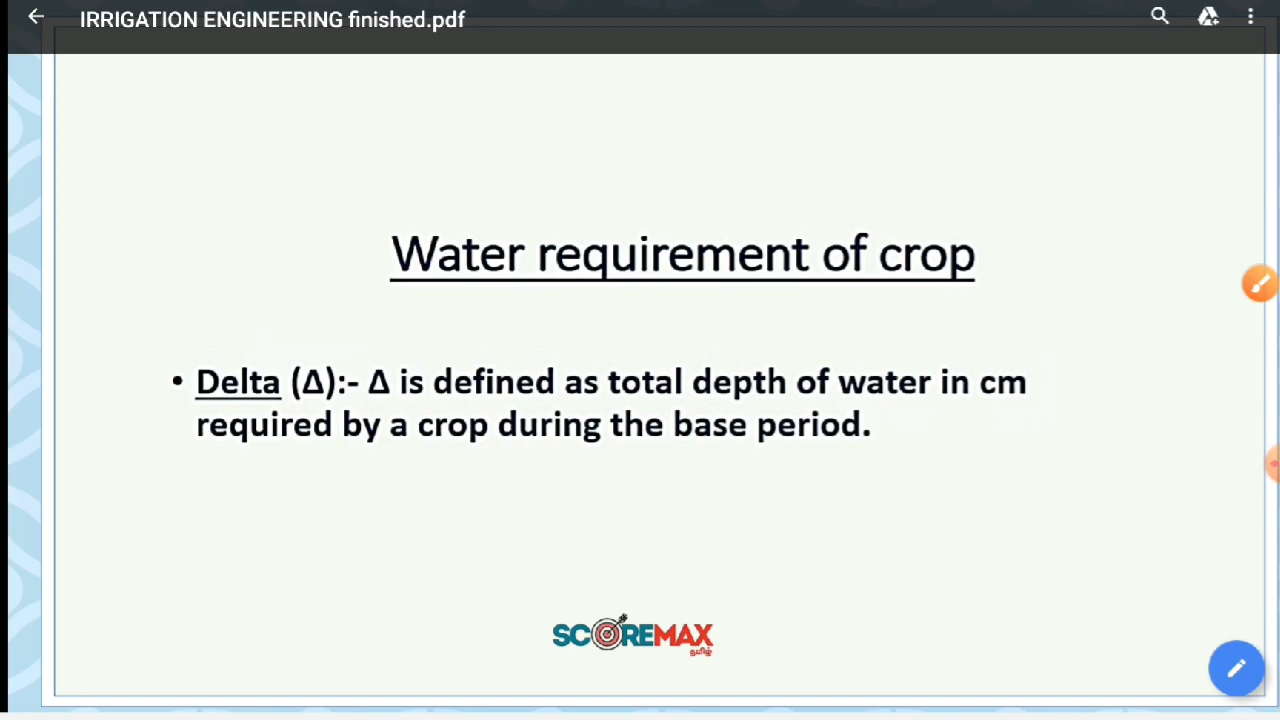 IRRIGATION ENGINEERING finished.pdf
Water requirement of crop
• Delta (Δ):- Δ is defined as total depth of water in cm
required by a crop during the base period.
SCOREMAX
தமிழ்